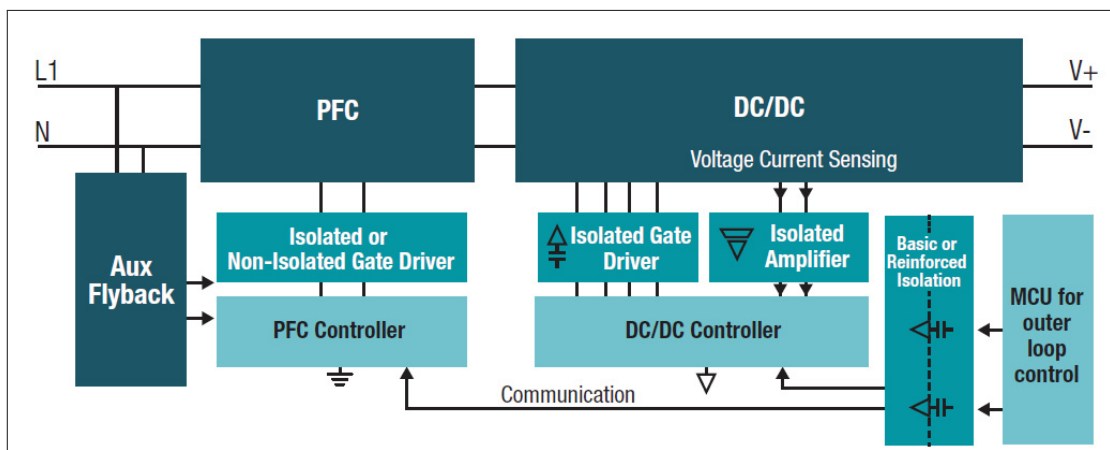 L1
N
PFC
DC/DC
V+
V-
Voltage Current Sensing
Aux
Flyback
Isolated or
Non-Isolated Gate Driver
Isolated Gate
Driver
Isolated
Amplifier
Basic or
Reinforced
Isolation
MCU for
outer
loop
control
PFC Controller
DC/DC Controller
Communication